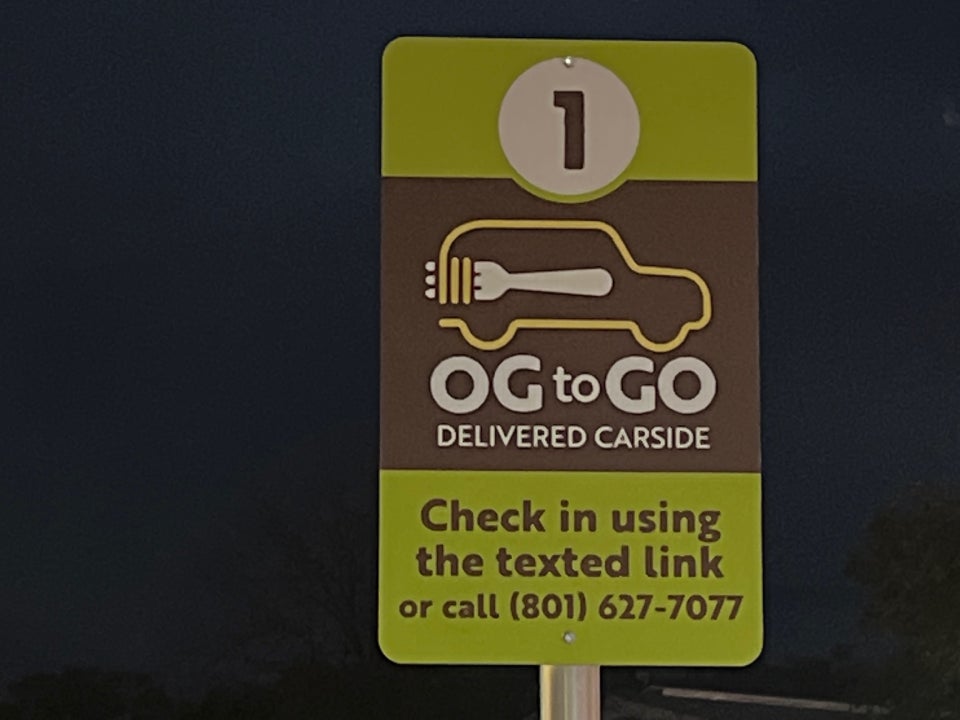 1
OG to GO
DELIVERED CARSIDE
Check in using
the texted link
or call (801) 627-7077